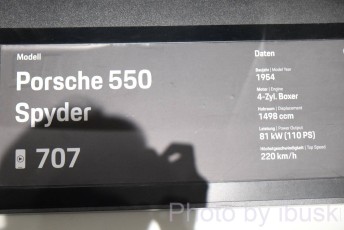 Modell
Porsche 550
Spyder
707
Daten
Baujahr | Model Year
1954
Motor | Engine
4-Zyl. Boxer
Hubraum | Displacement
1498 ccm
Leistung | Power Output
81 kW (110 PS)
Höchstgeschwindigkeit | Top Speed
220 km/h
Photo by ibuski